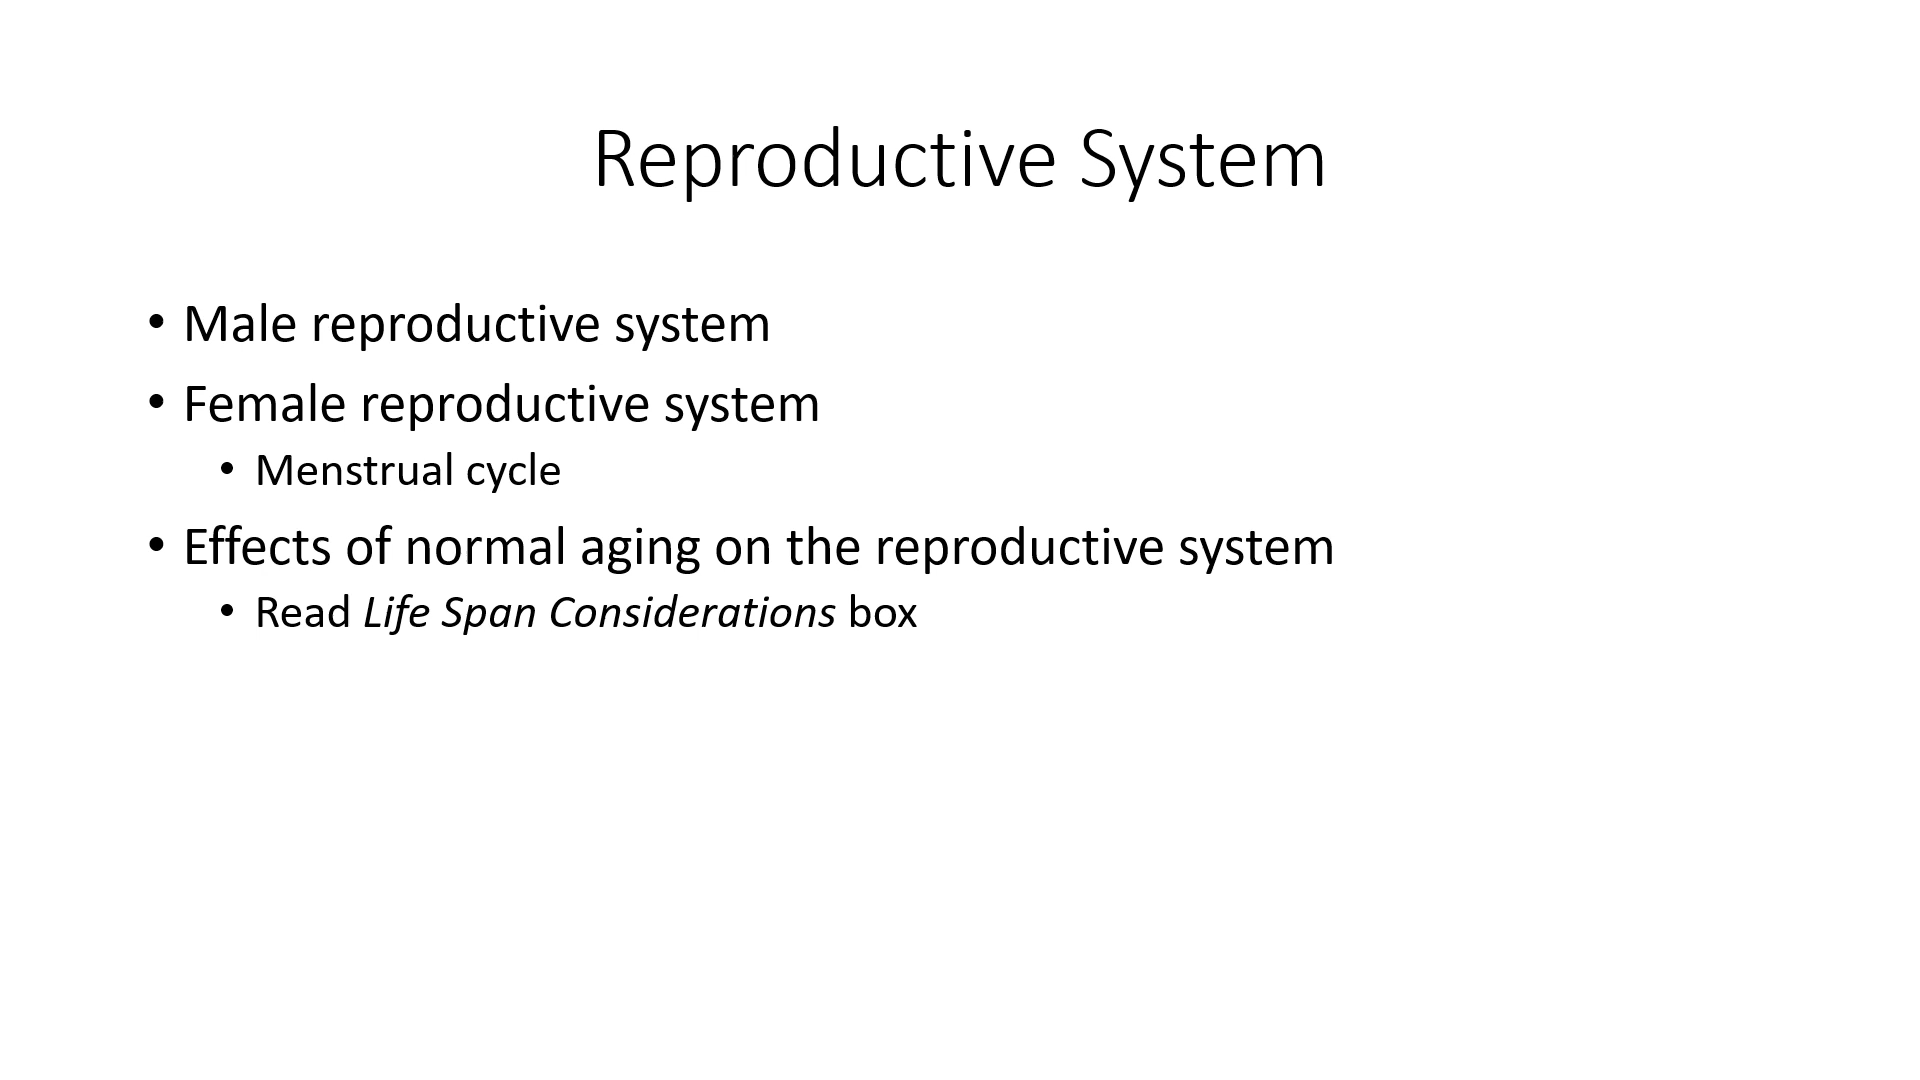 Reproductive System
• Male reproductive system
• Female reproductive system
• Menstrual cycle
• Effects of normal aging on the reproductive system
• Read Life Span Considerations box